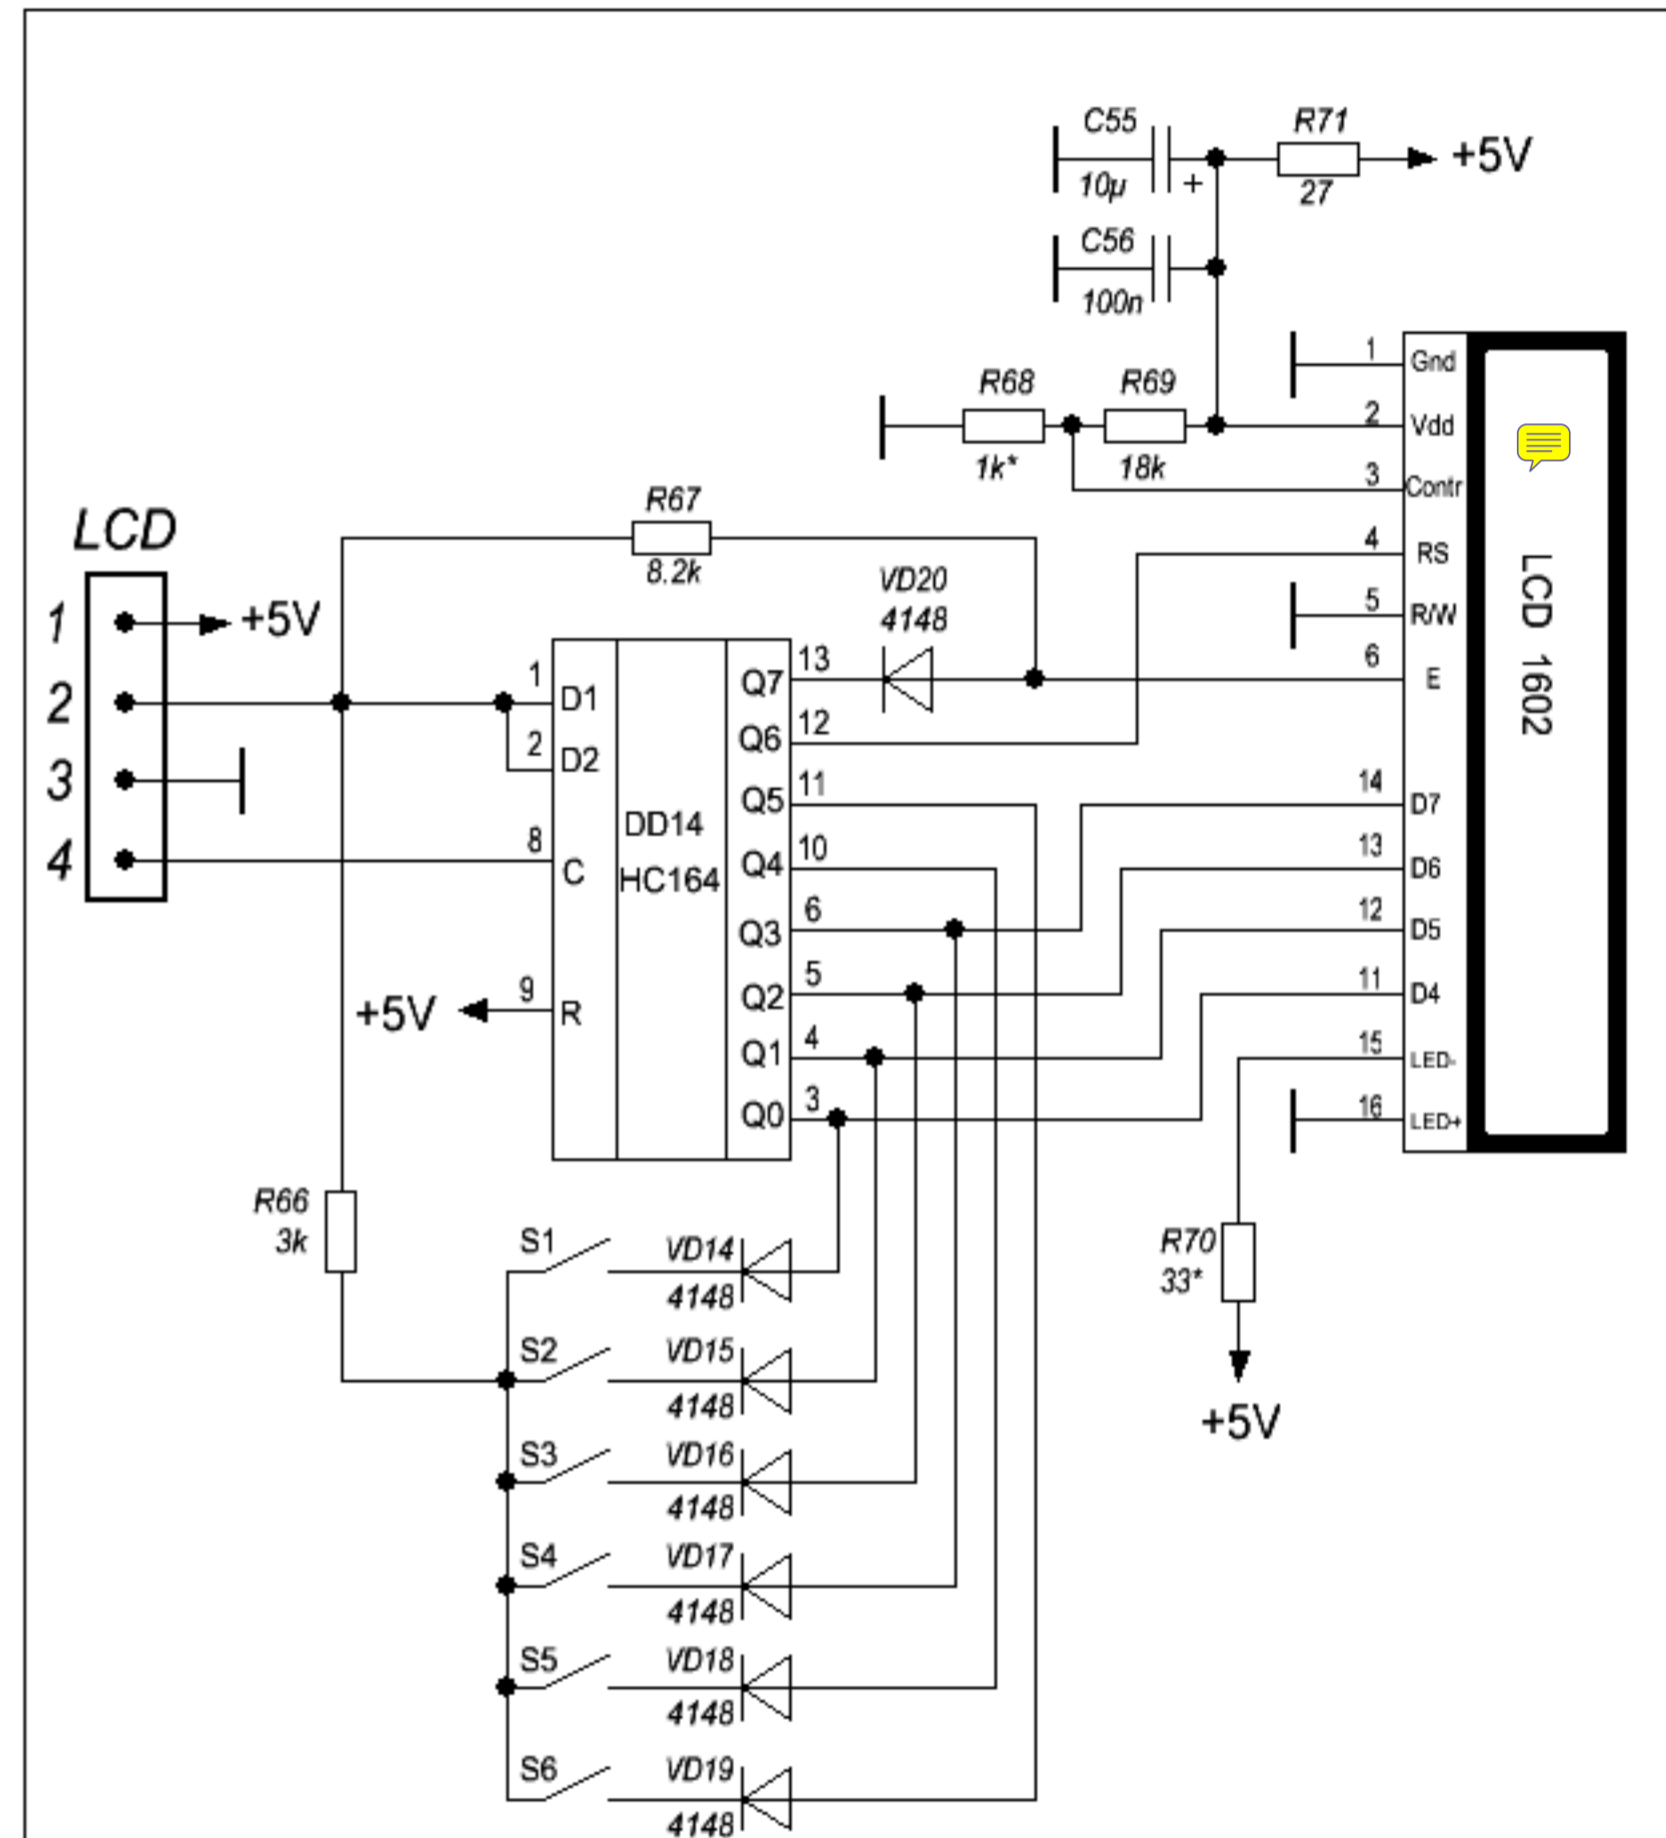 C55
10µ
+
R71
27
+5V
C56
100n
R68
1k*
R69
18k
1 Gnd
2 Vdd
3 Contr
4 RS
5 R/W
6 E
14 D7
13 D6
12 D5
11 D4
15 LED-
16 LED+
LCD 1602
LCD
1
+5V
2
3
4
R67
8.2k
VD20
4148
1 D1
2 D2
8 C
9 R
+5V
DD14
HC164
Q7 13
Q6 12
Q5 11
Q4 10
Q3 6
Q2 5
Q1 4
Q0 3
R66
3k
R70
33*
+5V
S1 VD14
4148
S2 VD15
4148
S3 VD16
4148
S4 VD17
4148
S5 VD18
4148
S6 VD19
4148